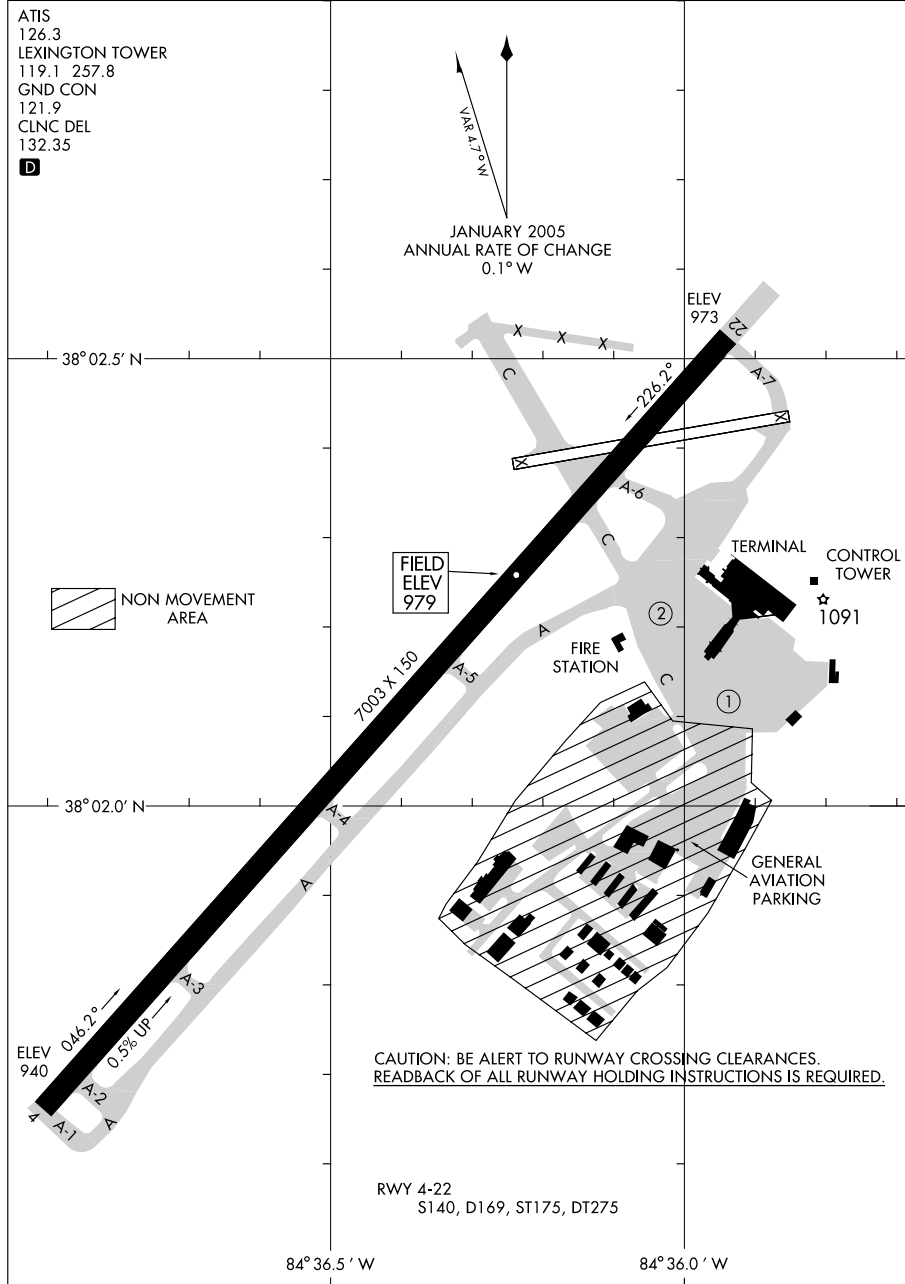 ATIS
126.3
LEXINGTON TOWER
119.1 257.8
GND CON
121.9
CLNC DEL
132.35
D
VAR 4.7° W
JANUARY 2005
ANNUAL RATE OF CHANGE
0.1° W
ELEV
973
22
X
X
X
38° 02.5' N
C
226.2°
A-7
X
X
A-6
C
TERMINAL
CONTROL
TOWER
1091
FIELD
ELEV
979
NON MOVEMENT
AREA
2
A
FIRE
STATION
7003 X 150
A-5
C
1
38° 02.0' N
A-4
A
GENERAL
AVIATION
PARKING
A-3
046.2°
0.5% UP
ELEV
940
A-2
4
A-1
A
CAUTION: BE ALERT TO RUNWAY CROSSING CLEARANCES.
READBACK OF ALL RUNWAY HOLDING INSTRUCTIONS IS REQUIRED.
RWY 4-22
S140, D169, ST175, DT275
84° 36.5 ' W
84° 36.0 ' W